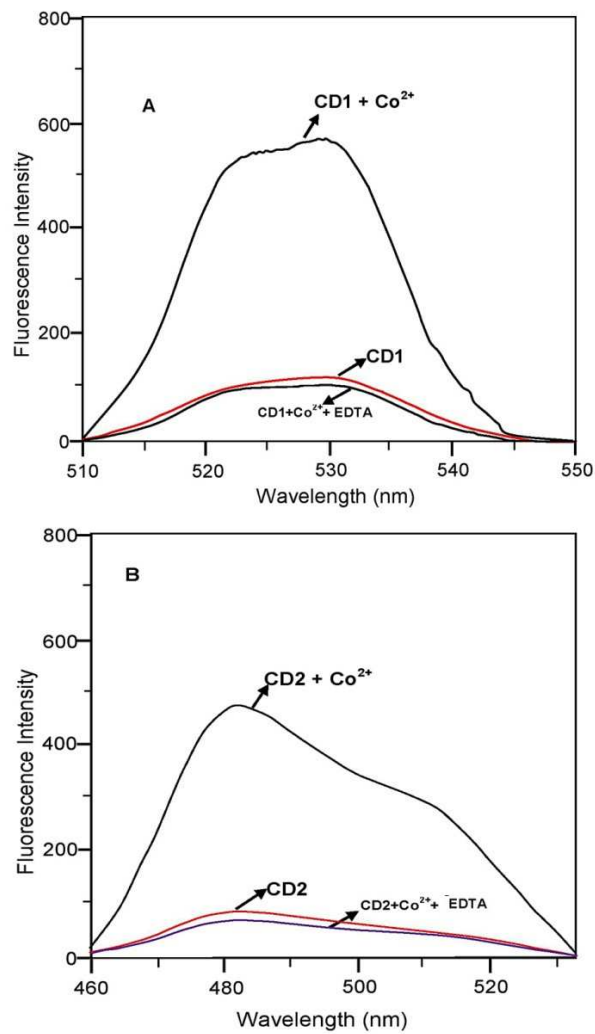 800
A
CD1 + Co²⁺
600
Fluorescence Intensity
400
200
CD1
CD1+Co²⁺+ EDTA
0
510 520 530 540 550
Wavelength (nm)
800
B
600
CD2 + Co²⁺
Fluorescence Intensity
400
200
CD2
CD2+Co²⁺+ ⁻EDTA
0
460 480 500 520
Wavelength (nm)